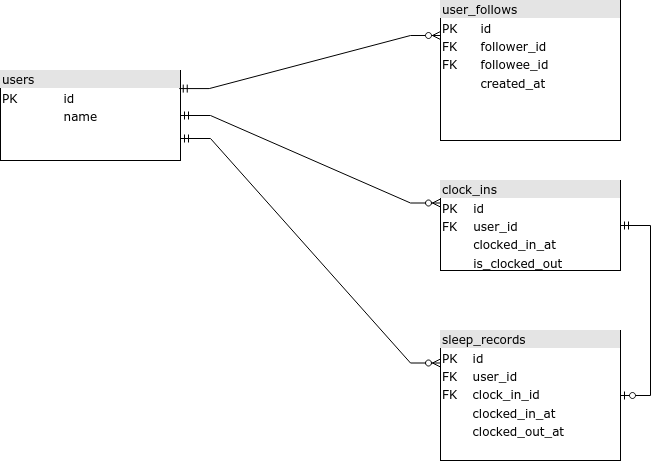 users
PK id
name
user_follows
PK id
FK follower_id
FK followee_id
created_at
clock_ins
PK id
FK user_id
clocked_in_at
is_clocked_out
sleep_records
PK id
FK user_id
FK clock_in_id
clocked_in_at
clocked_out_at